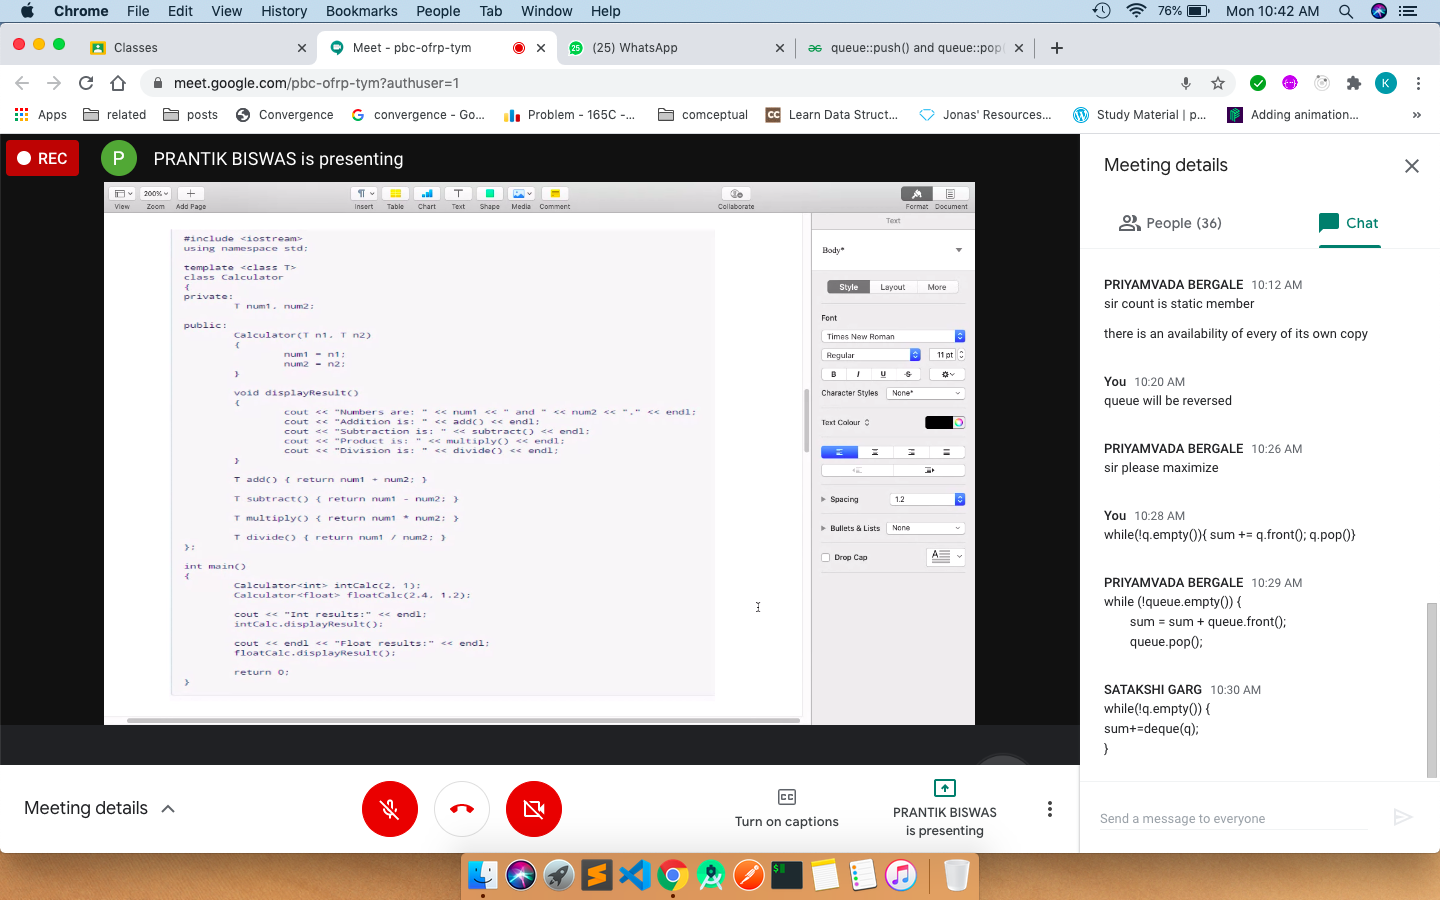 Chrome File Edit View History Bookmarks People Tab Window Help 76% Mon 10:42 AM
Classes Meet - pbc-ofrp-tym (25) WhatsApp queue::push() and queue::pop(
meet.google.com/pbc-ofrp-tym?authuser=1 K
Apps related posts Convergence convergence - Go... Problem - 165C -... comceptual CC Learn Data Struct... Jonas' Resources... Study Material | p... Adding animation... »
REC P PRANTIK BISWAS is presenting
200%
View Zoom Add Page Insert Table Chart Text Shape Media Comment Collaborate Format Document
#include <iostream>
using namespace std;
template <class T>
class Calculator
{
private:
T num1, num2;
public:
Calculator(T n1, T n2)
{
num1 = n1;
num2 = n2;
}
void displayResult()
{
cout << "Numbers are: " << num1 << " and " << num2 << "." << endl;
cout << "Addition is: " << add() << endl;
cout << "Subtraction is: " << subtract() << endl;
cout << "Product is: " << multiply() << endl;
cout << "Division is: " << divide() << endl;
}
T add() { return num1 + num2; }
T subtract() { return num1 - num2; }
T multiply() { return num1 * num2; }
T divide() { return num1 / num2; }
};
int main()
{
Calculator<int> intCalc(2, 1);
Calculator<float> floatCalc(2.4, 1.2);
cout << "Int results:" << endl;
intCalc.displayResult();
cout << endl << "Float results:" << endl;
floatCalc.displayResult();
return 0;
}
Text
Body*
Style Layout More
Font
Times New Roman
Regular 11 pt
B I U S
Character Styles None*
Text Colour
Spacing 1.2
Bullets & Lists None
Drop Cap
Meeting details
People (36) Chat
PRIYAMVADA BERGALE 10:12 AM
sir count is static member
there is an availability of every of its own copy
You 10:20 AM
queue will be reversed
PRIYAMVADA BERGALE 10:26 AM
sir please maximize
You 10:28 AM
while(!q.empty()){ sum += q.front(); q.pop()}
PRIYAMVADA BERGALE 10:29 AM
while (!queue.empty()) {
sum = sum + queue.front();
queue.pop();
SATAKSHI GARG 10:30 AM
while(!q.empty()) {
sum+=deque(q);
}
Send a message to everyone
Meeting details
Turn on captions
PRANTIK BISWAS
is presenting